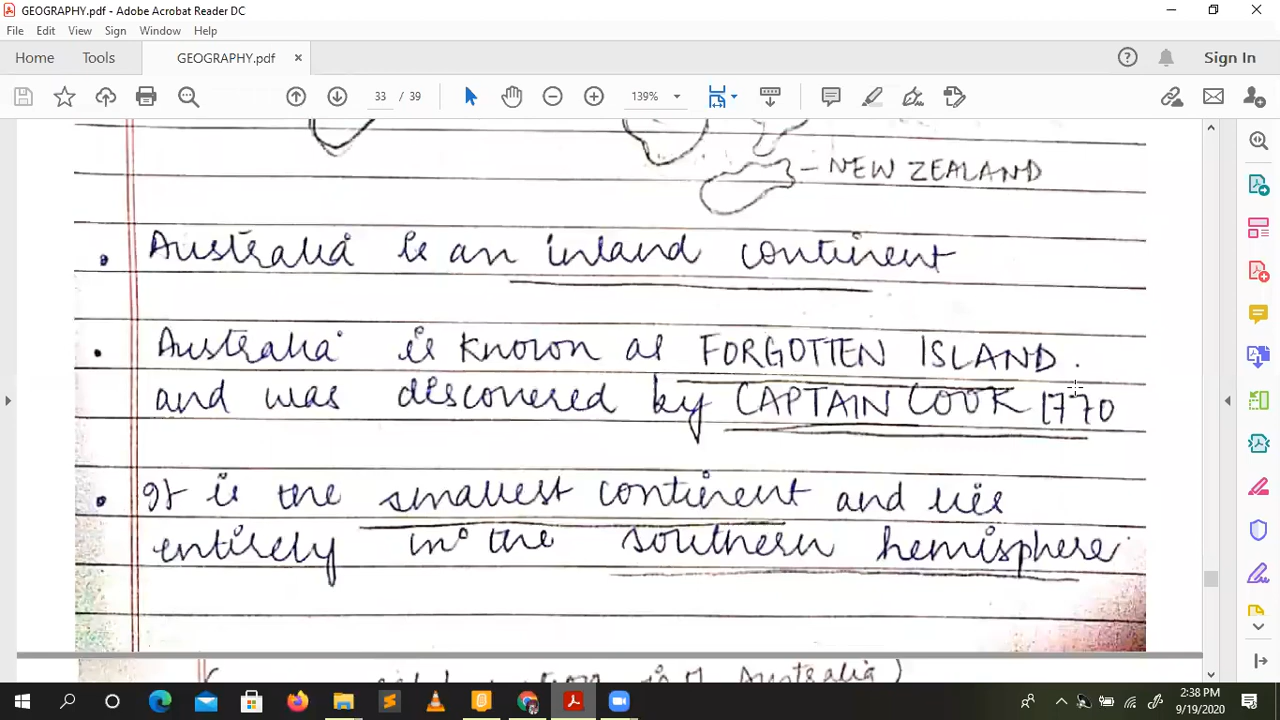 GEOGRAPHY.pdf - Adobe Acrobat Reader DC
File Edit View Sign Window Help
Home Tools GEOGRAPHY.pdf × Sign In
33 / 39 139%
- NEW ZEALAND
• Australia is an inland continent
• Australia is known as FORGOTTEN ISLAND.
and was discovered by CAPTAIN COOK 1770
• It is the smallest continent and lies
entirely in the southern hemisphere
of Australia)
2:38 PM
9/19/2020